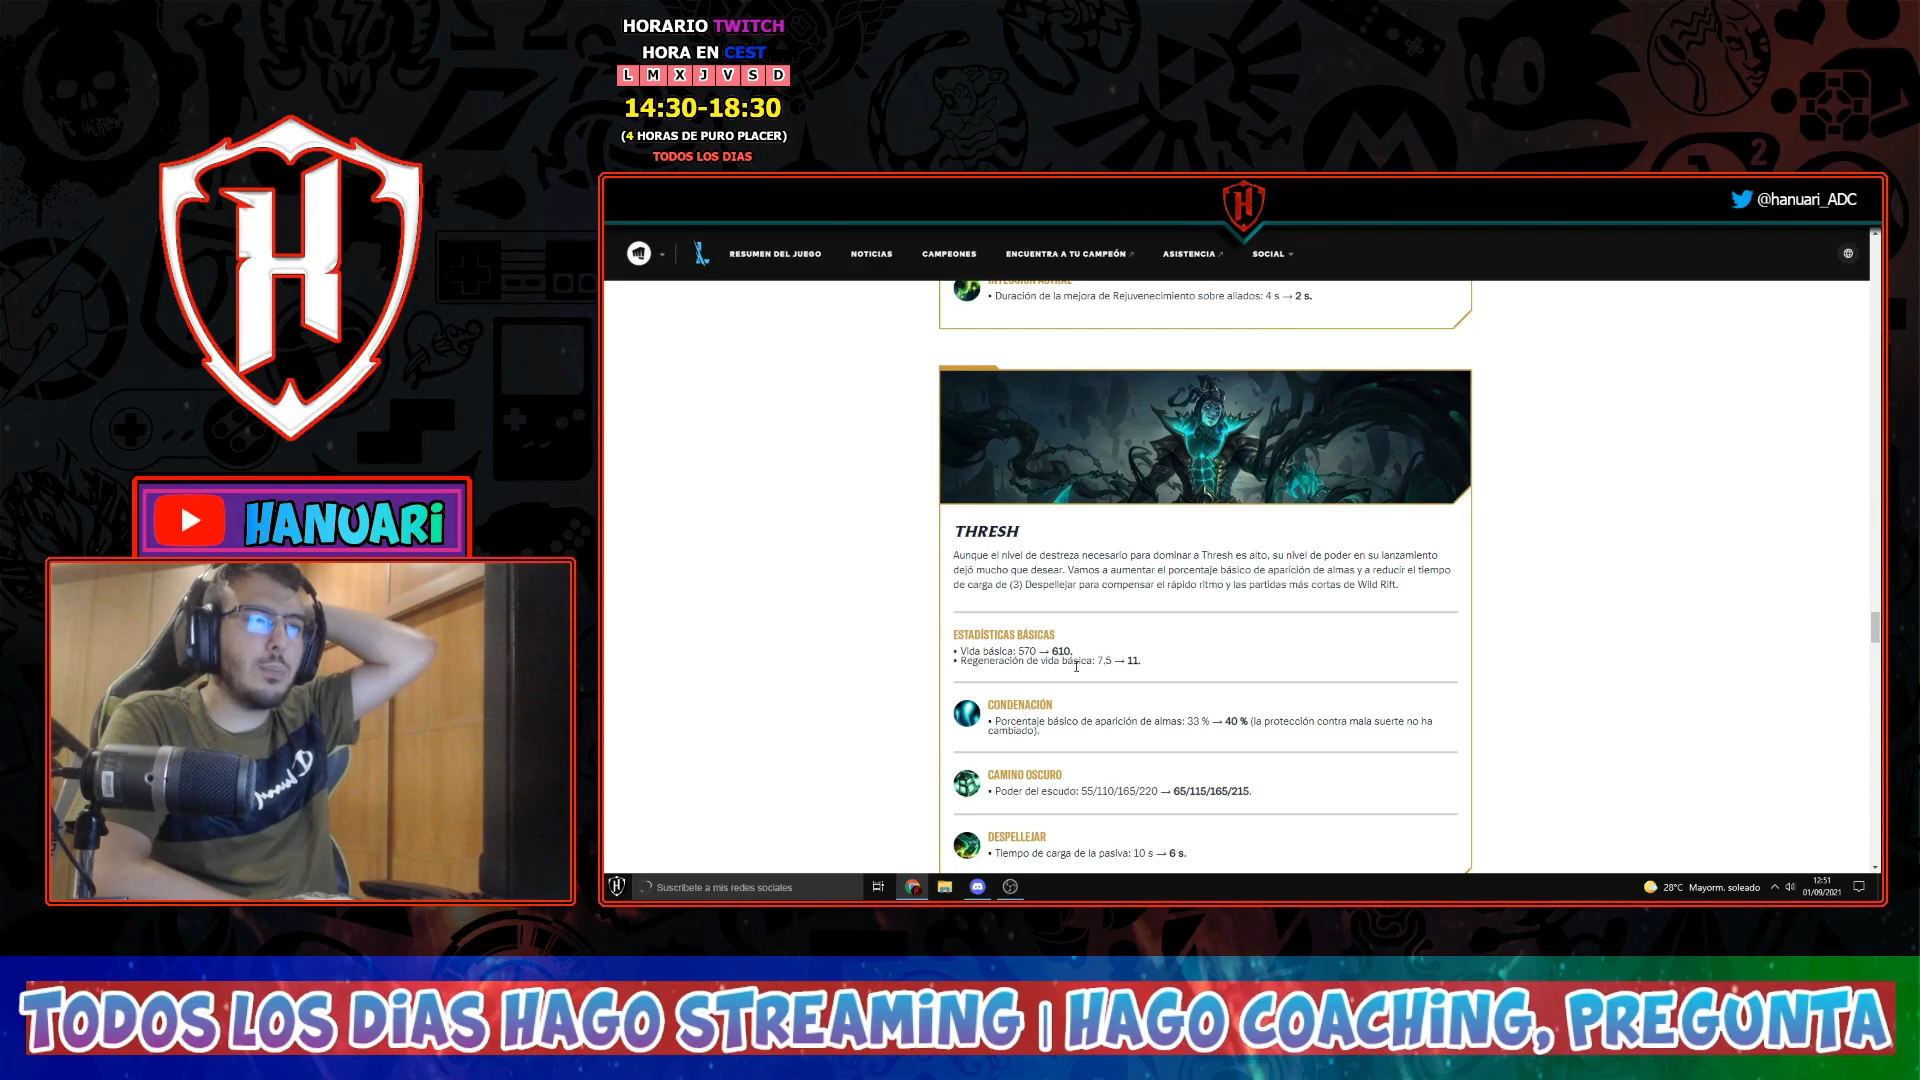 HORARIO TWITCH
HORA EN CEST
L M X J V S D
14:30-18:30
(4 HORAS DE PURO PLACER)
TODOS LOS DIAS
@hanuari_ADC
RESUMEN DEL JUEGO NOTICIAS CAMPEONES ENCUENTRA A TU CAMPEÓN ASISTENCIA SOCIAL
• Duración de la mejora de Rejuvenecimiento sobre aliados: 4 s → 2 s.
THRESH
Aunque el nivel de destreza necesario para dominar a Thresh es alto, su nivel de poder en su lanzamiento
dejó mucho que desear. Vamos a aumentar el porcentaje básico de aparición de almas y a reducir el tiempo
de carga de (3) Despellejar para compensar el rápido ritmo y las partidas más cortas de Wild Rift.
ESTADÍSTICAS BÁSICAS
• Vida básica: 570 → 610.
• Regeneración de vida básica: 7,5 → 11.
CONDENACIÓN
• Porcentaje básico de aparición de almas: 33 % → 40 % (la protección contra mala suerte no ha
cambiado).
CAMINO OSCURO
• Poder del escudo: 55/110/165/220 → 65/115/165/215.
DESPELLEJAR
• Tiempo de carga de la pasiva: 10 s → 6 s.
HANUARI
Suscribete a mis redes sociales
28°C Mayorm. soleado
12:51
01/09/2021
TODOS LOS DiAS HAGO STREAMiNG | HAGO COACHiNG, PREGUNTA